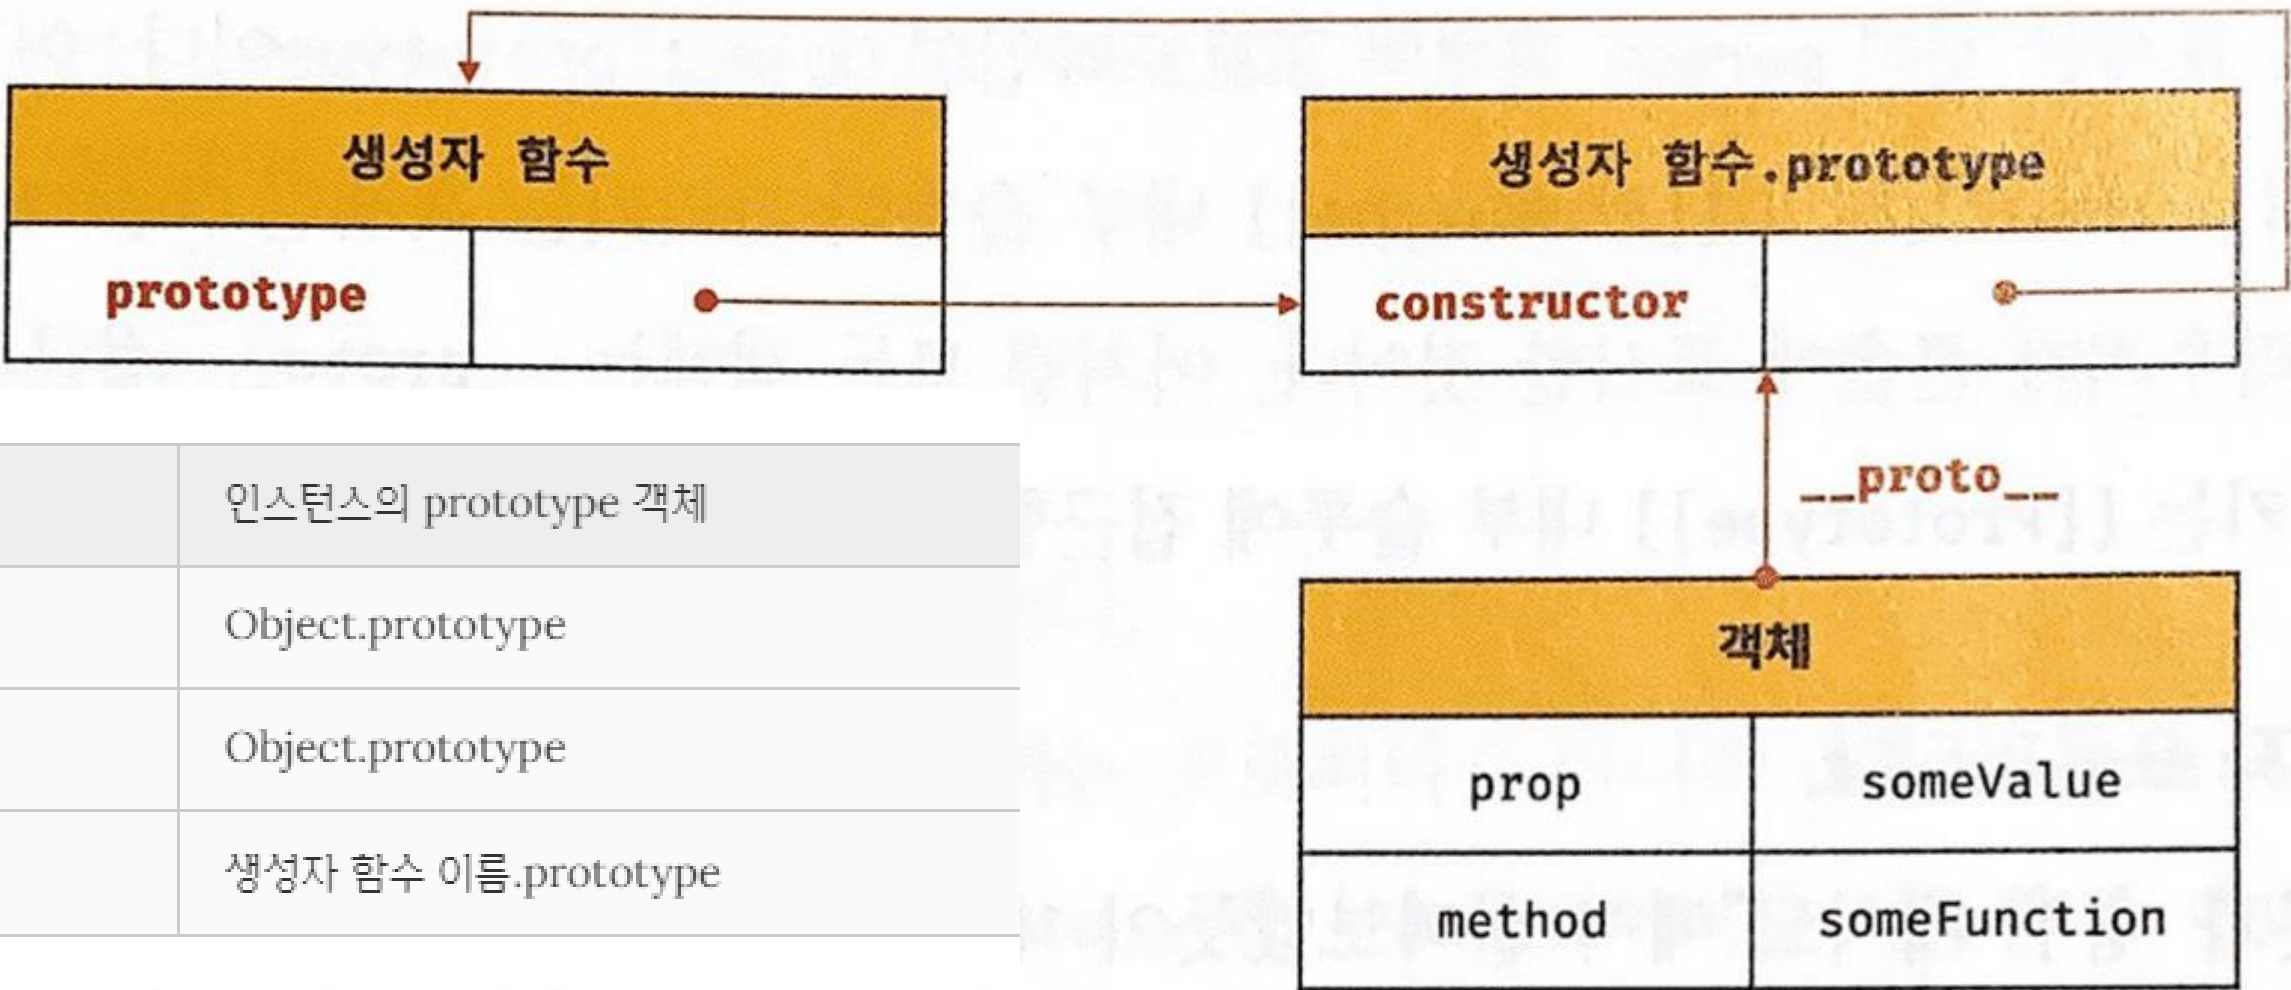 생성자 함수
prototype
생성자 함수.prototype
constructor
__proto__
객체
prop
someValue
method
someFunction
인스턴스의 prototype 객체
Object.prototype
Object.prototype
생성자 함수 이름.prototype